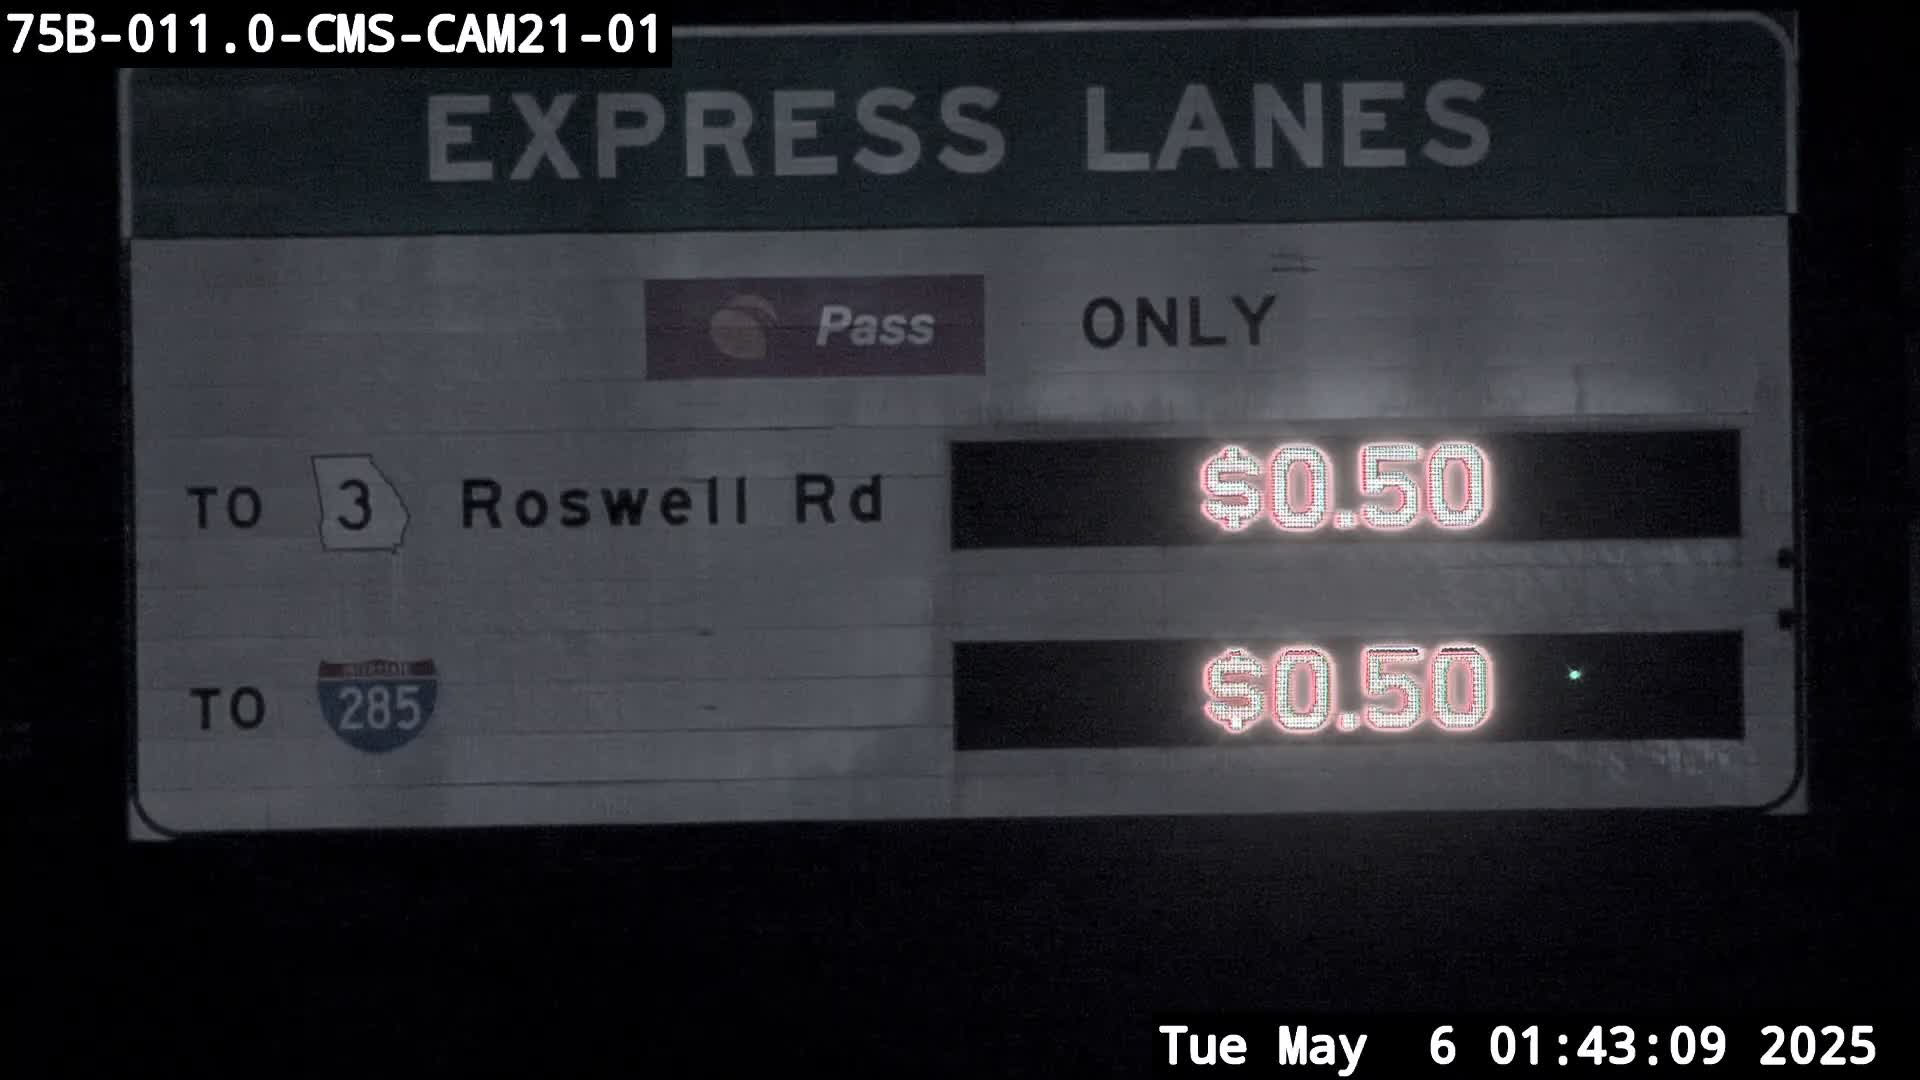 75B-011.0-CMS-CAM21-01
EXPRESS LANES
Pass ONLY
TO 3 Roswell Rd $0.50
INTERSTATE
TO 285 $0.50
Tue May 6 01:43:09 2025